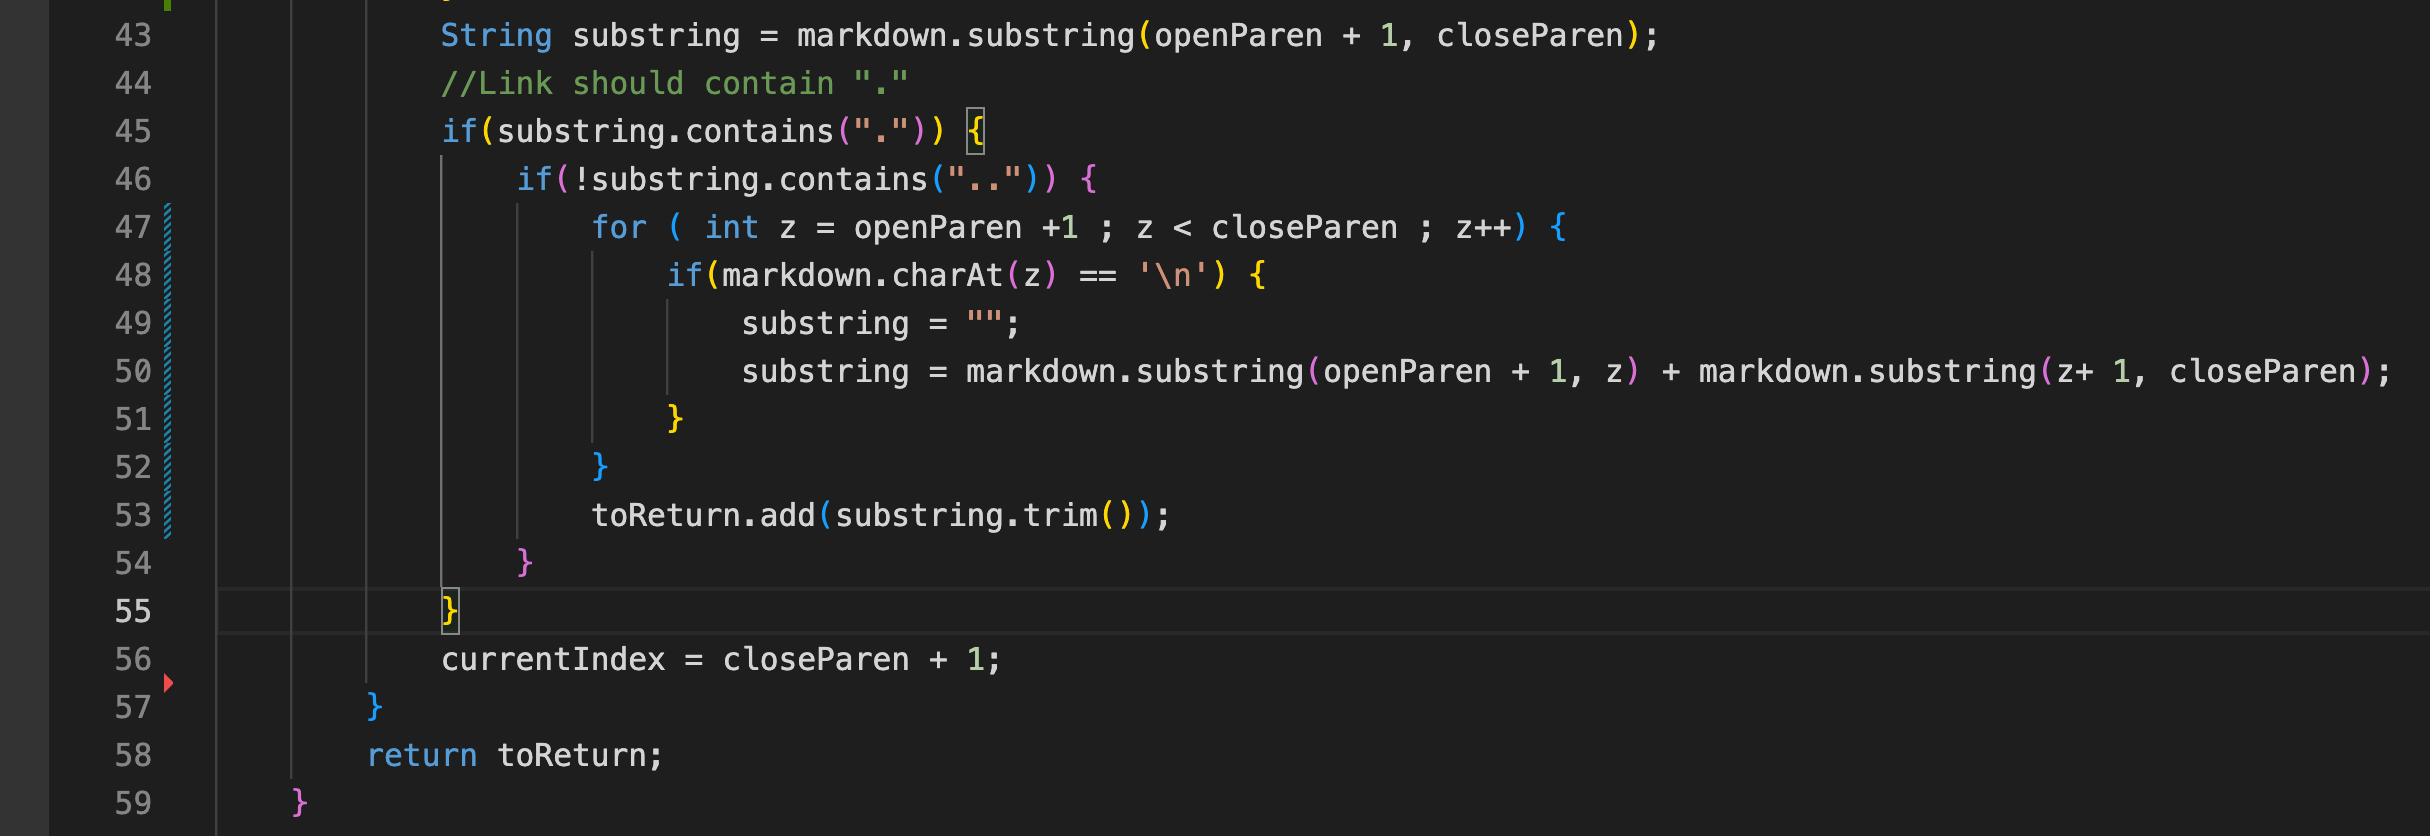 43 String substring = markdown.substring(openParen + 1, closeParen);
44 //Link should contain "."
45 if(substring.contains(".")) {
46 if(!substring.contains("..")) {
47 for ( int z = openParen +1 ; z < closeParen ; z++) {
48 if(markdown.charAt(z) == '\n') {
49 substring = "";
50 substring = markdown.substring(openParen + 1, z) + markdown.substring(z+ 1, closeParen);
51 }
52 }
53 toReturn.add(substring.trim());
54 }
55 }
56 currentIndex = closeParen + 1;
57 }
58 return toReturn;
59 }